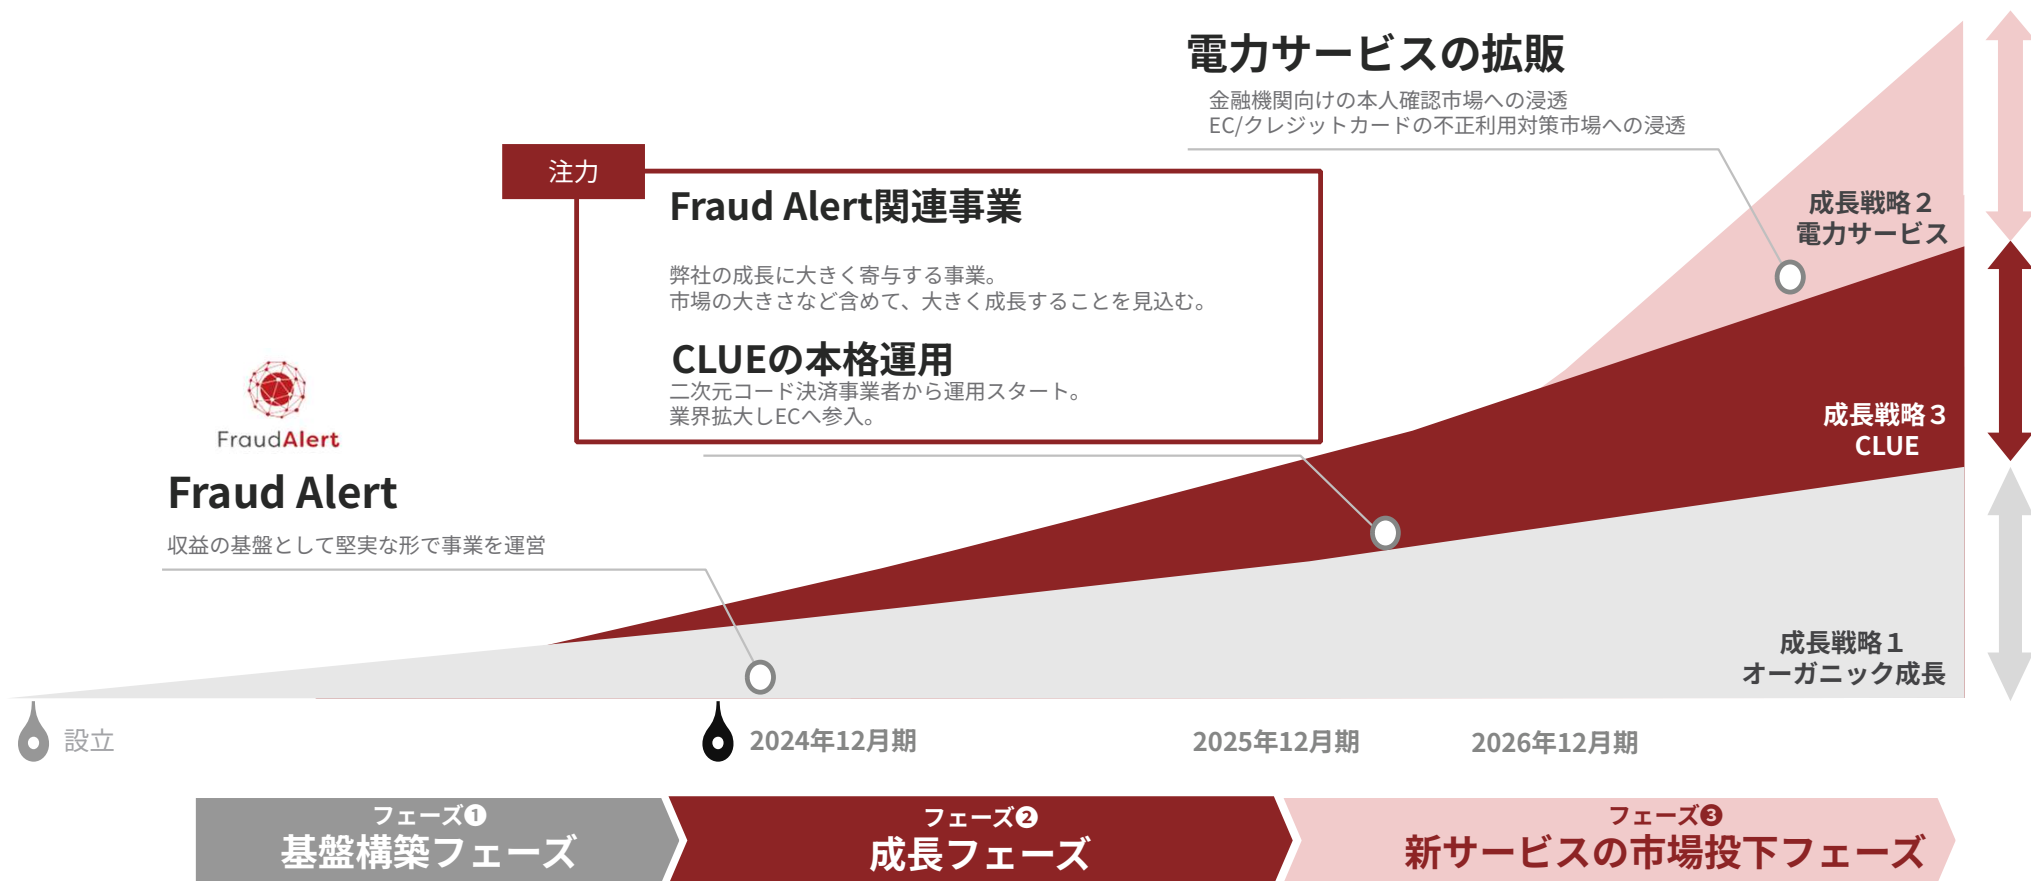 電力サービスの拡販
金融機関向けの本人確認市場への浸透
EC/クレジットカードの不正利用対策市場への浸透
注力
Fraud Alert関連事業
弊社の成長に大きく寄与する事業。
市場の大きさなど含めて、大きく成長することを見込む。
CLUEの本格運用
二次元コード決済事業者から運用スタート。
業界拡大しECへ参入。
FraudAlert
Fraud Alert
収益の基盤として堅実な形で事業を運営
成長戦略２
電力サービス
成長戦略３
CLUE
成長戦略１
オーガニック成長
設立
2024年12月期
2025年12月期
2026年12月期
フェーズ❶
基盤構築フェーズ
フェーズ❷
成長フェーズ
フェーズ❸
新サービスの市場投下フェーズ